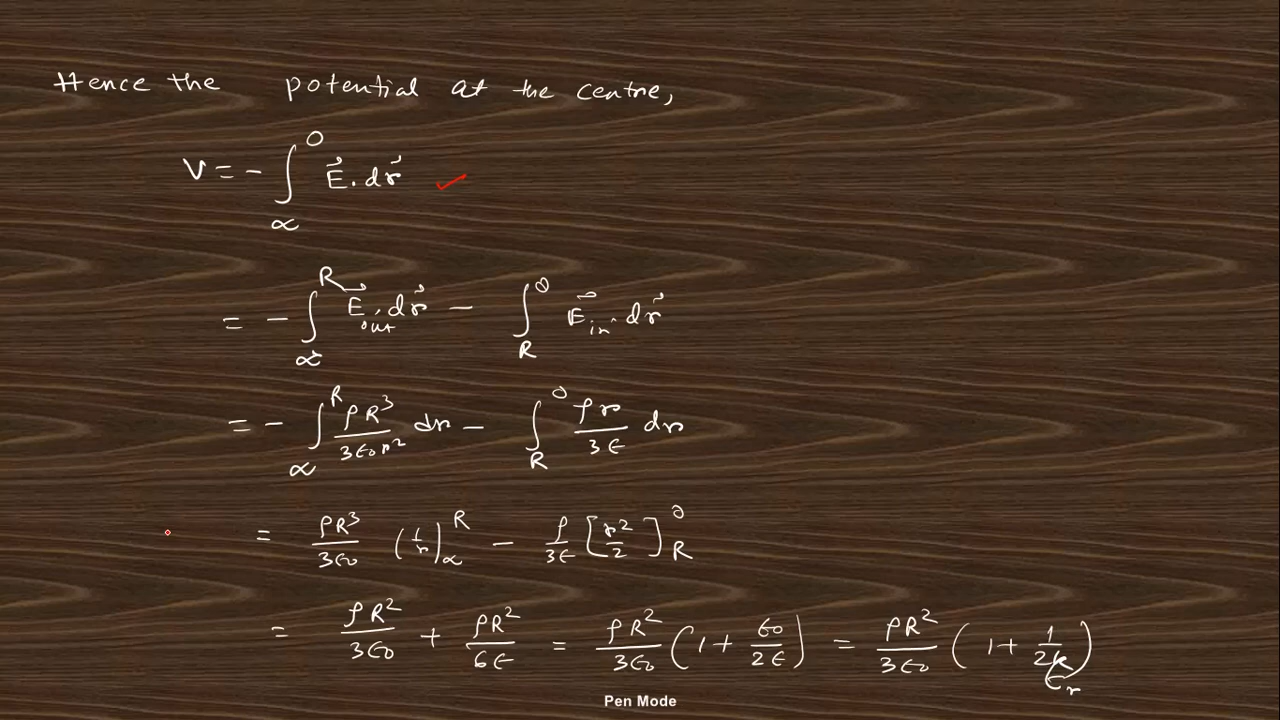 Hence the potential at the centre,
V = - ∫_∝^0 E⃗. dr⃗ ✓
= - ∫_∝^R E⃗_out . dr⃗ - ∫_R^0 E⃗_in . dr⃗
= - ∫_∝^R ρR³/3ε₀r² dr - ∫_R^0 ρr/3ε dr
= ρR³/3ε₀ (1/r)_∝^R - ρ/3ε [r²/2]_R^0
= ρR²/3ε₀ + ρR²/6ε = ρR²/3ε₀ (1 + ε₀/2ε) = ρR²/3ε₀ (1 + 1/2k)
εᵣ
Pen Mode